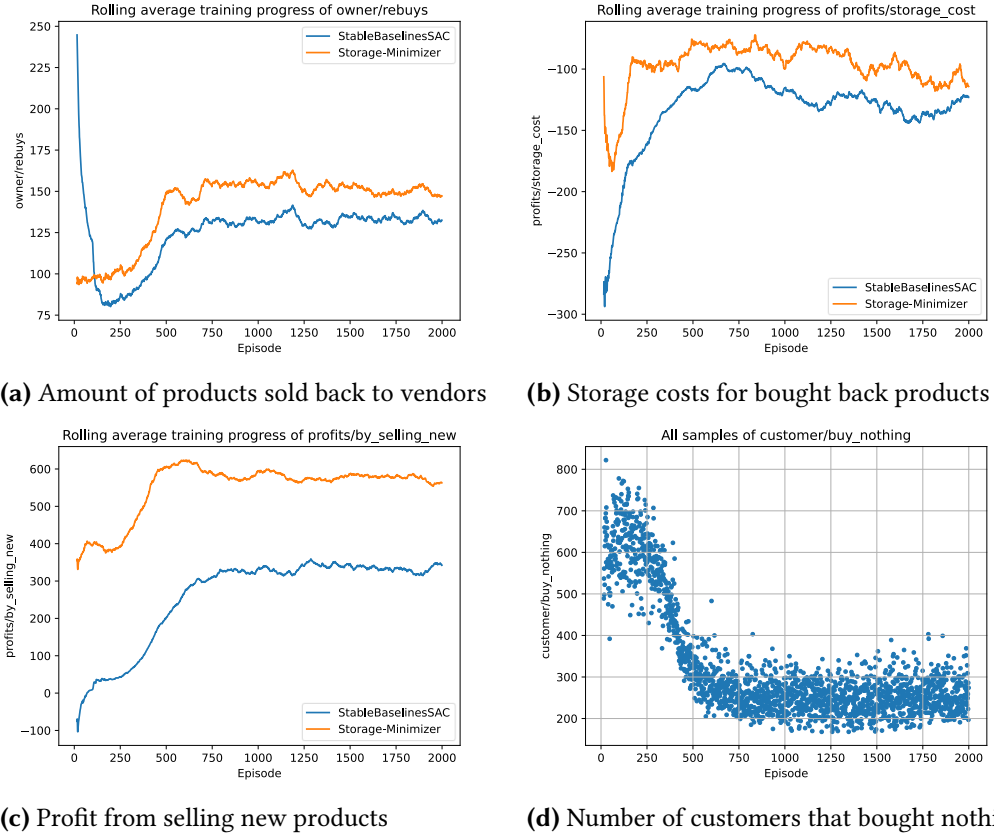 Rolling average training progress of owner/rebuys
250
225
200
175
150
125
100
75
owner/rebuys
StableBaselinesSAC
Storage-Minimizer
0 250 500 750 1000 1250 1500 1750 2000
Episode
(a) Amount of products sold back to vendors
Rolling average training progress of profits/storage_cost
−100
−150
−200
−250
−300
profits/storage_cost
StableBaselinesSAC
Storage-Minimizer
0 250 500 750 1000 1250 1500 1750 2000
Episode
(b) Storage costs for bought back products
Rolling average training progress of profits/by_selling_new
600
500
400
300
200
100
0
−100
profits/by_selling_new
StableBaselinesSAC
Storage-Minimizer
0 250 500 750 1000 1250 1500 1750 2000
Episode
(c) Profit from selling new products
All samples of customer/buy_nothing
800
700
600
500
400
300
200
customer/buy_nothing
0 250 500 750 1000 1250 1500 1750 2000
Episode
(d) Number of customers that bought nothi